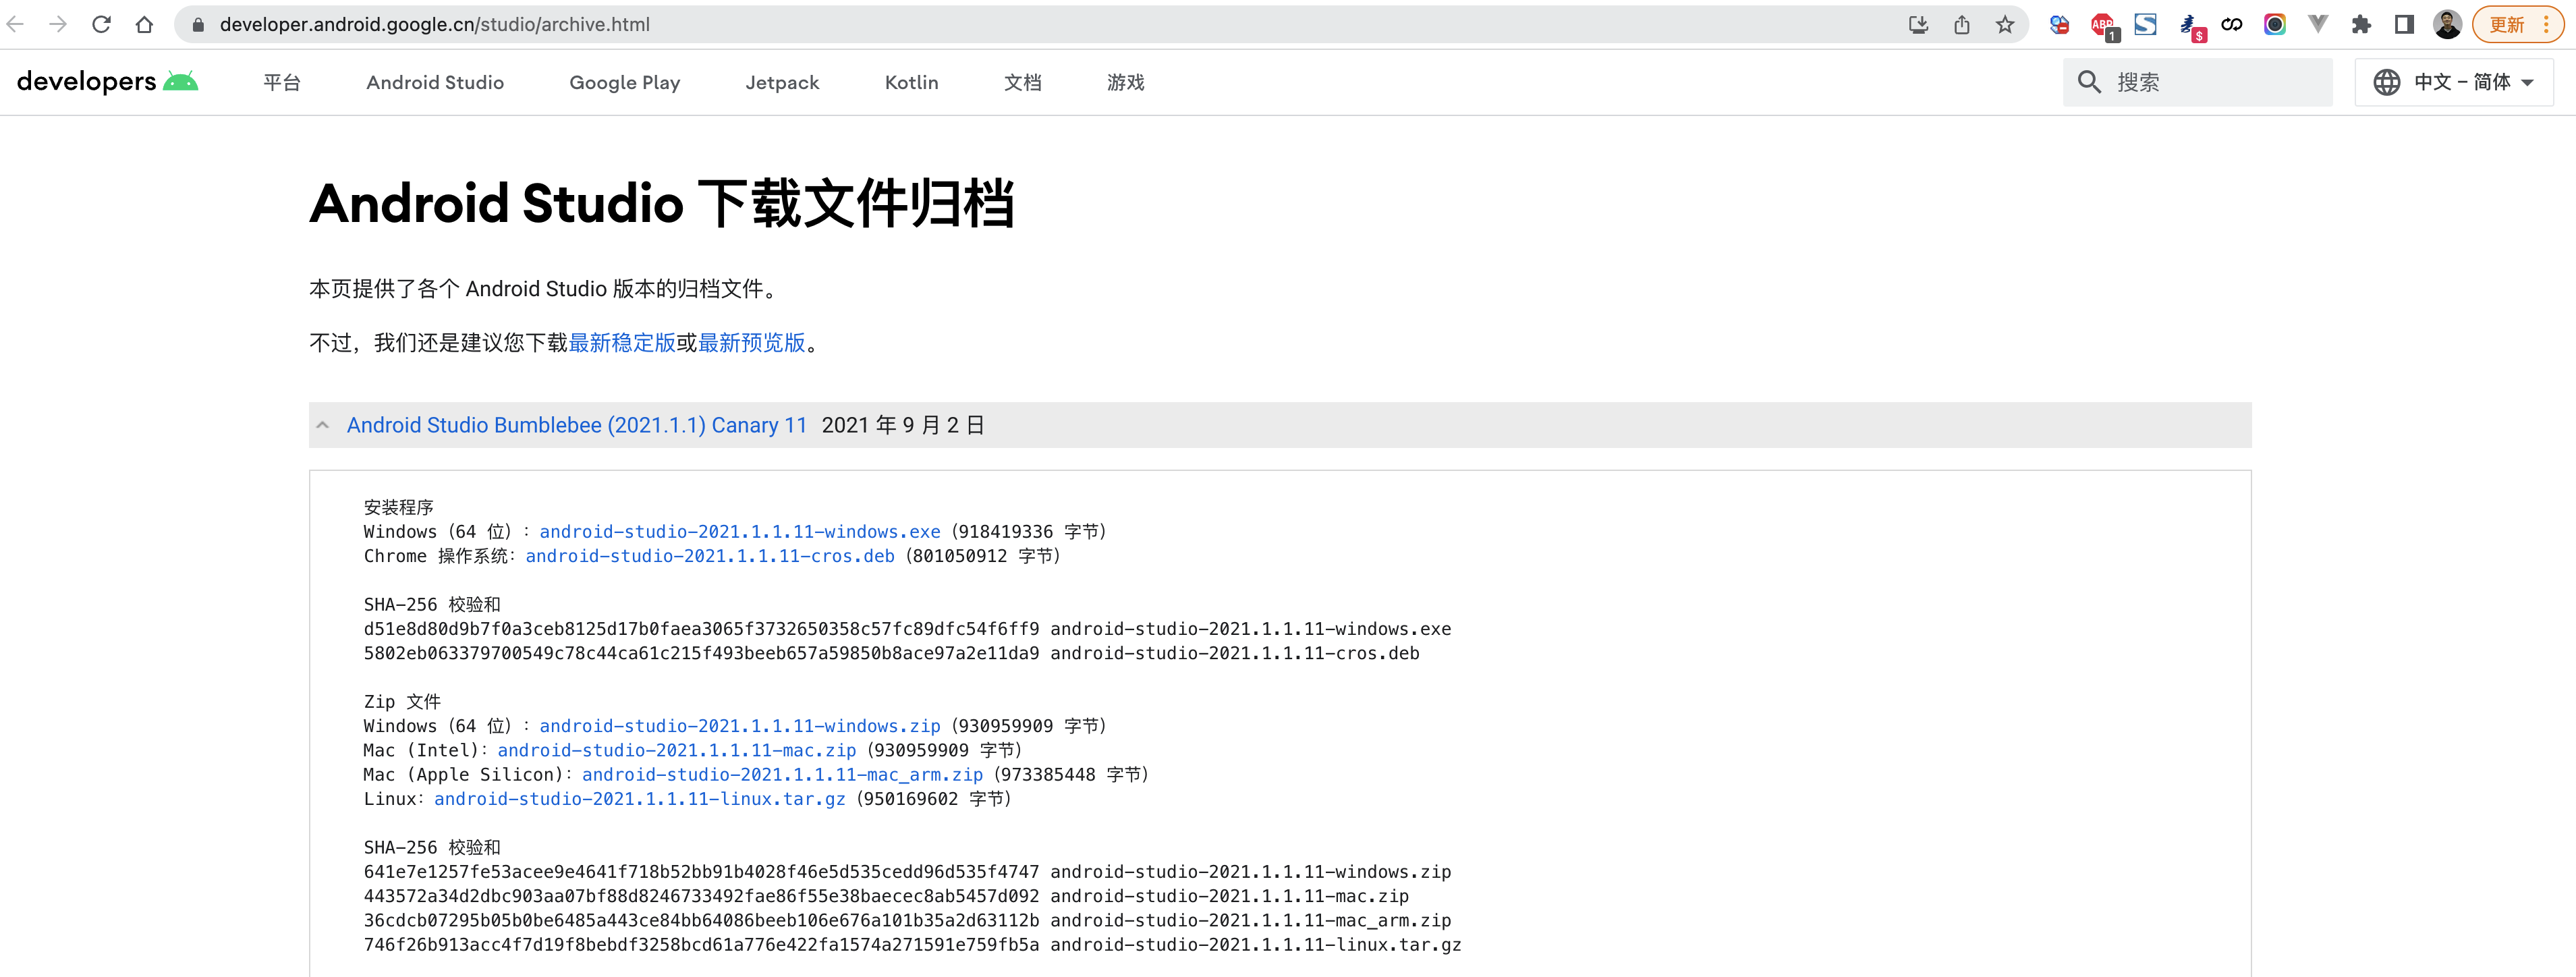 developer.android.google.cn/studio/archive.html
ABP
1
$
更新
developers
平台
Android Studio
Google Play
Jetpack
Kotlin
文档
游戏
搜索
中文 – 简体
Android Studio 下载文件归档
本页提供了各个 Android Studio 版本的归档文件。
不过，我们还是建议您下载最新稳定版或最新预览版。
Android Studio Bumblebee (2021.1.1) Canary 11 2021 年 9 月 2 日
安装程序
Windows（64 位）：android-studio-2021.1.1.11-windows.exe（918419336 字节）
Chrome 操作系统：android-studio-2021.1.1.11-cros.deb（801050912 字节）
SHA-256 校验和
d51e8d80d9b7f0a3ceb8125d17b0faea3065f3732650358c57fc89dfc54f6ff9 android-studio-2021.1.1.11-windows.exe
5802eb063379700549c78c44ca61c215f493beeb657a59850b8ace97a2e11da9 android-studio-2021.1.1.11-cros.deb
Zip 文件
Windows（64 位）：android-studio-2021.1.1.11-windows.zip（930959909 字节）
Mac (Intel)：android-studio-2021.1.1.11-mac.zip（930959909 字节）
Mac (Apple Silicon)：android-studio-2021.1.1.11-mac_arm.zip（973385448 字节）
Linux：android-studio-2021.1.1.11-linux.tar.gz（950169602 字节）
SHA-256 校验和
641e7e1257fe53acee9e4641f718b52bb91b4028f46e5d535cedd96d535f4747 android-studio-2021.1.1.11-windows.zip
443572a34d2dbc903aa07bf88d8246733492fae86f55e38baecec8ab5457d092 android-studio-2021.1.1.11-mac.zip
36cdcb07295b05b0be6485a443ce84bb64086beeb106e676a101b35a2d63112b android-studio-2021.1.1.11-mac_arm.zip
746f26b913acc4f7d19f8bebdf3258bcd61a776e422fa1574a271591e759fb5a android-studio-2021.1.1.11-linux.tar.gz